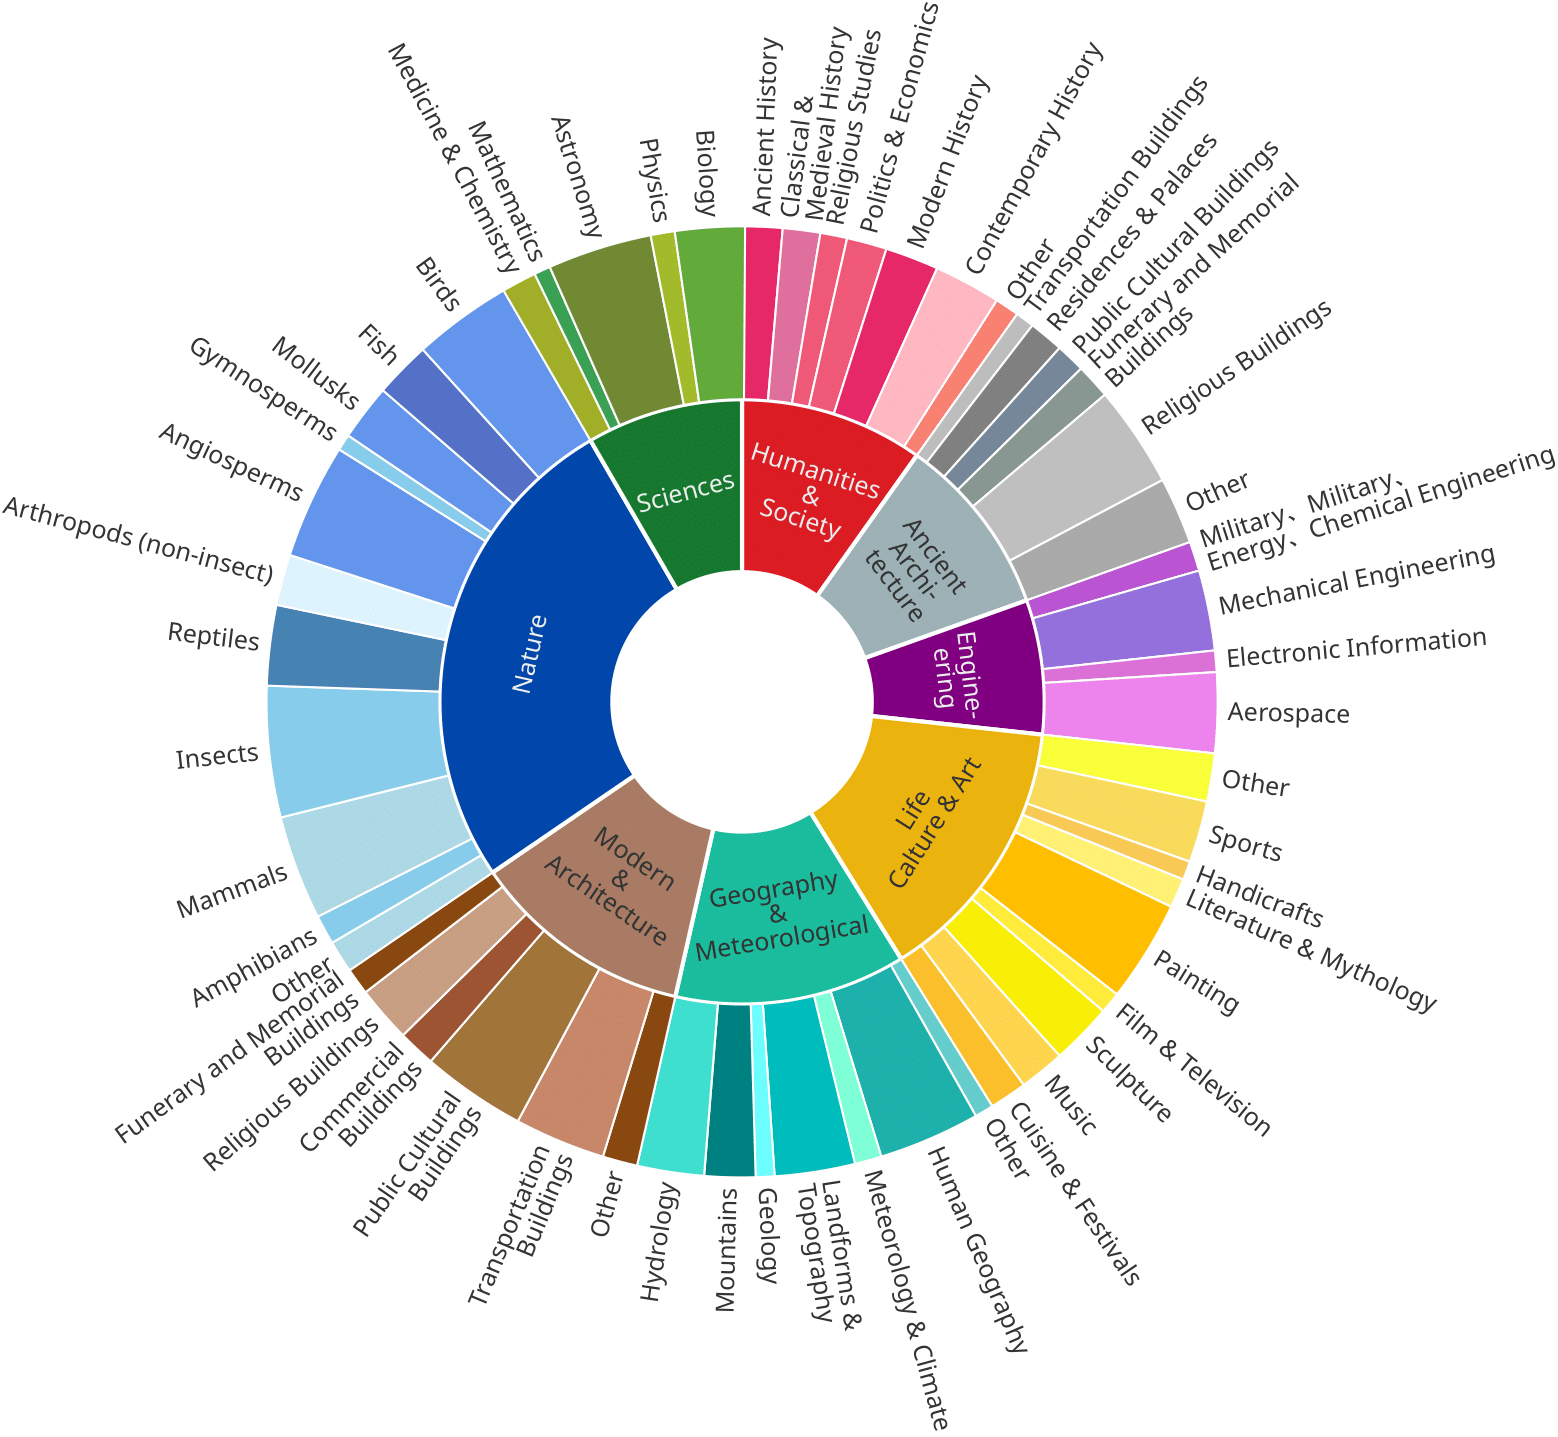 Humanities
&
Society
Ancient
Archi-
tecture
Engine-
ering
Life
Calture & Art
Geography
&
Meteorological
Modern
&
Architecture
Nature
Sciences
Ancient History
Classical &
Medieval History
Religious Studies
Politics & Economics
Modern History
Contemporary History
Other
Transportation Buildings
Residences & Palaces
Public Cultural Buildings
Funerary and Memorial
Buildings
Religious Buildings
Other
Military、Military、
Energy、Chemical Engineering
Mechanical Engineering
Electronic Information
Aerospace
Other
Sports
Handicrafts
Literature & Mythology
Painting
Film & Television
Sculpture
Music
Cuisine & Festivals
Other
Human Geography
Meteorology & Climate
Landforms &
Topography
Geology
Mountains
Hydrology
Other
Transportation
Buildings
Public Cultural
Buildings
Commercial
Buildings
Religious Buildings
Funerary and Memorial
Buildings
Other
Amphibians
Mammals
Insects
Reptiles
Arthropods (non-insect)
Angiosperms
Gymnosperms
Mollusks
Fish
Birds
Medicine & Chemistry
Mathematics
Astronomy
Physics
Biology